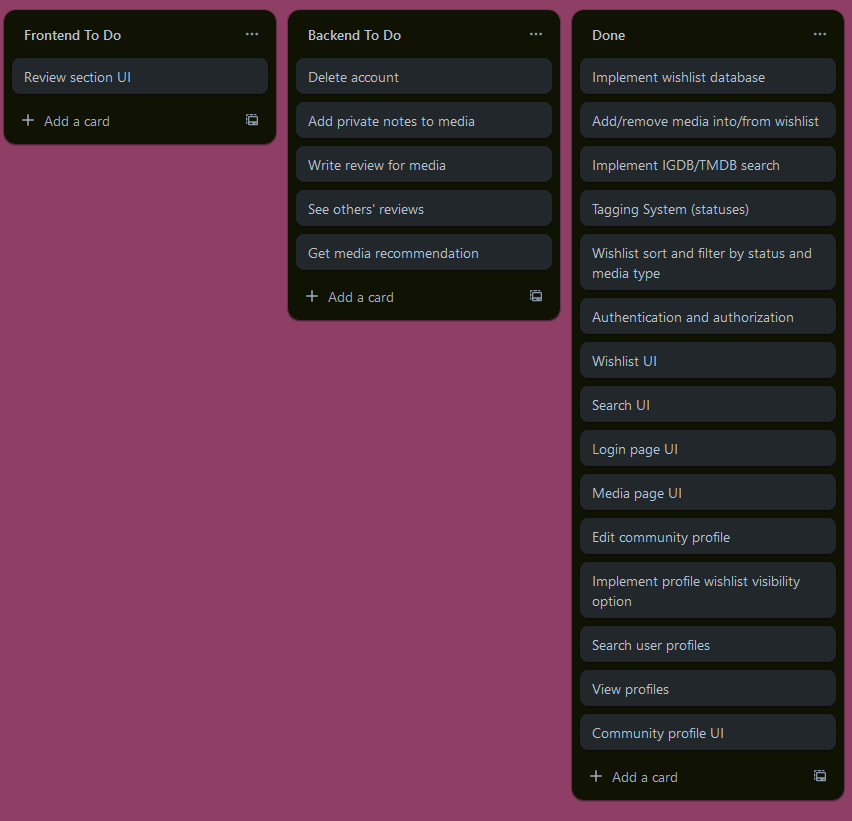 Frontend To Do
Review section UI
Add a card
Backend To Do
Delete account
Add private notes to media
Write review for media
See others' reviews
Get media recommendation
Add a card
Done
Implement wishlist database
Add/remove media into/from wishlist
Implement IGDB/TMDB search
Tagging System (statuses)
Wishlist sort and filter by status and
media type
Authentication and authorization
Wishlist UI
Search UI
Login page UI
Media page UI
Edit community profile
Implement profile wishlist visibility
option
Search user profiles
View profiles
Community profile UI
Add a card